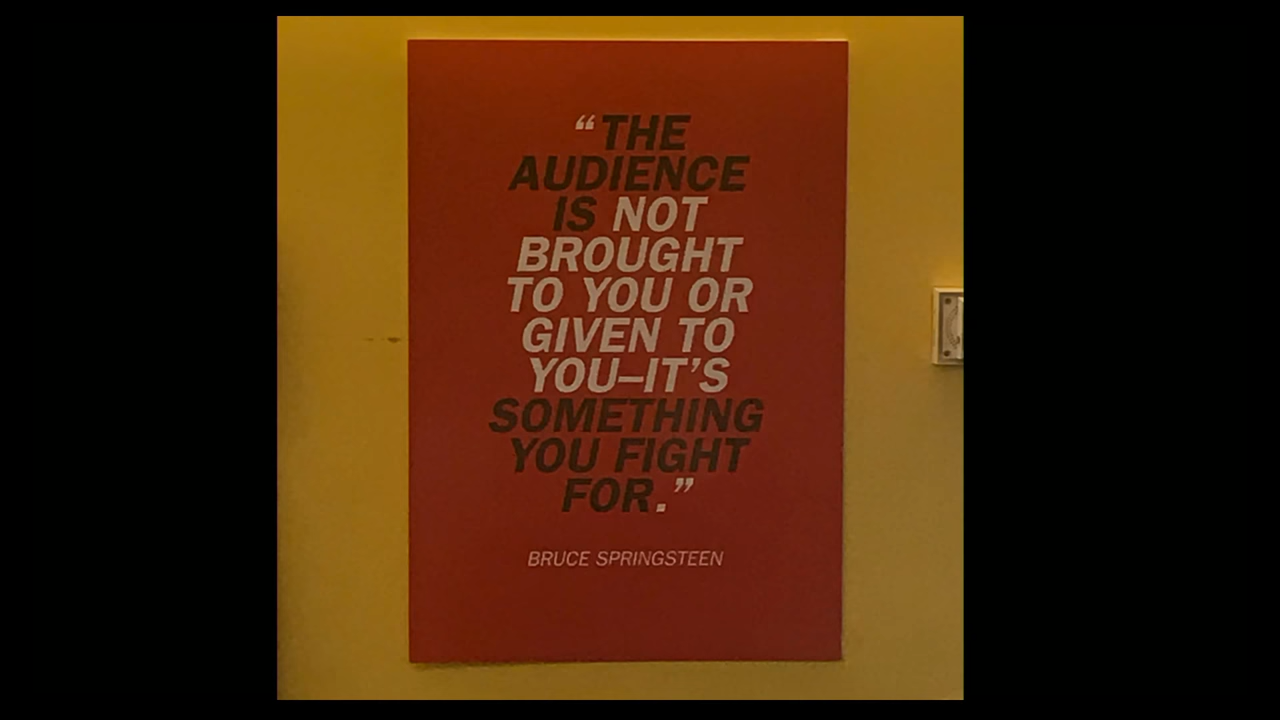 “THE
AUDIENCE
IS NOT
BROUGHT
TO YOU OR
GIVEN TO
YOU–IT’S
SOMETHING
YOU FIGHT
FOR.”
BRUCE SPRINGSTEEN